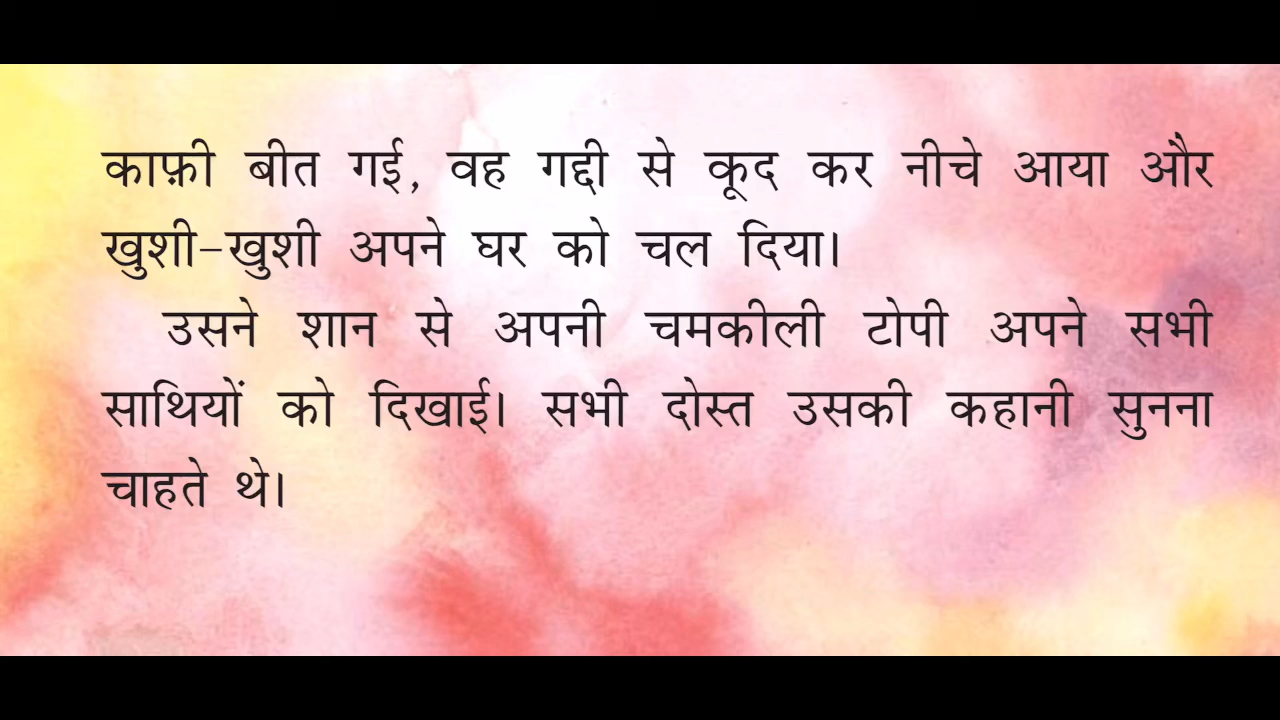 काफ़ी बीत गई, वह गद्दी से कूद कर नीचे आया और
खुशी-खुशी अपने घर को चल दिया।
उसने शान से अपनी चमकीली टोपी अपने सभी
साथियों को दिखाई। सभी दोस्त उसकी कहानी सुनना
चाहते थे।